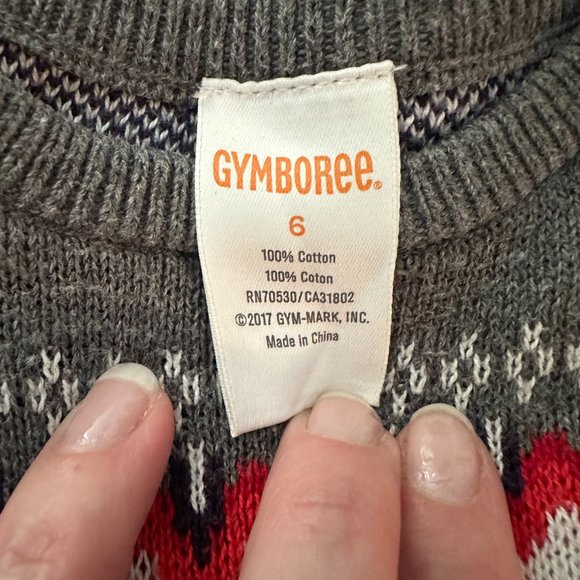 GYMBOREE®
6
100% Cotton
100% Coton
RN70530/CA31802
©2017 GYM-MARK, INC.
Made in China